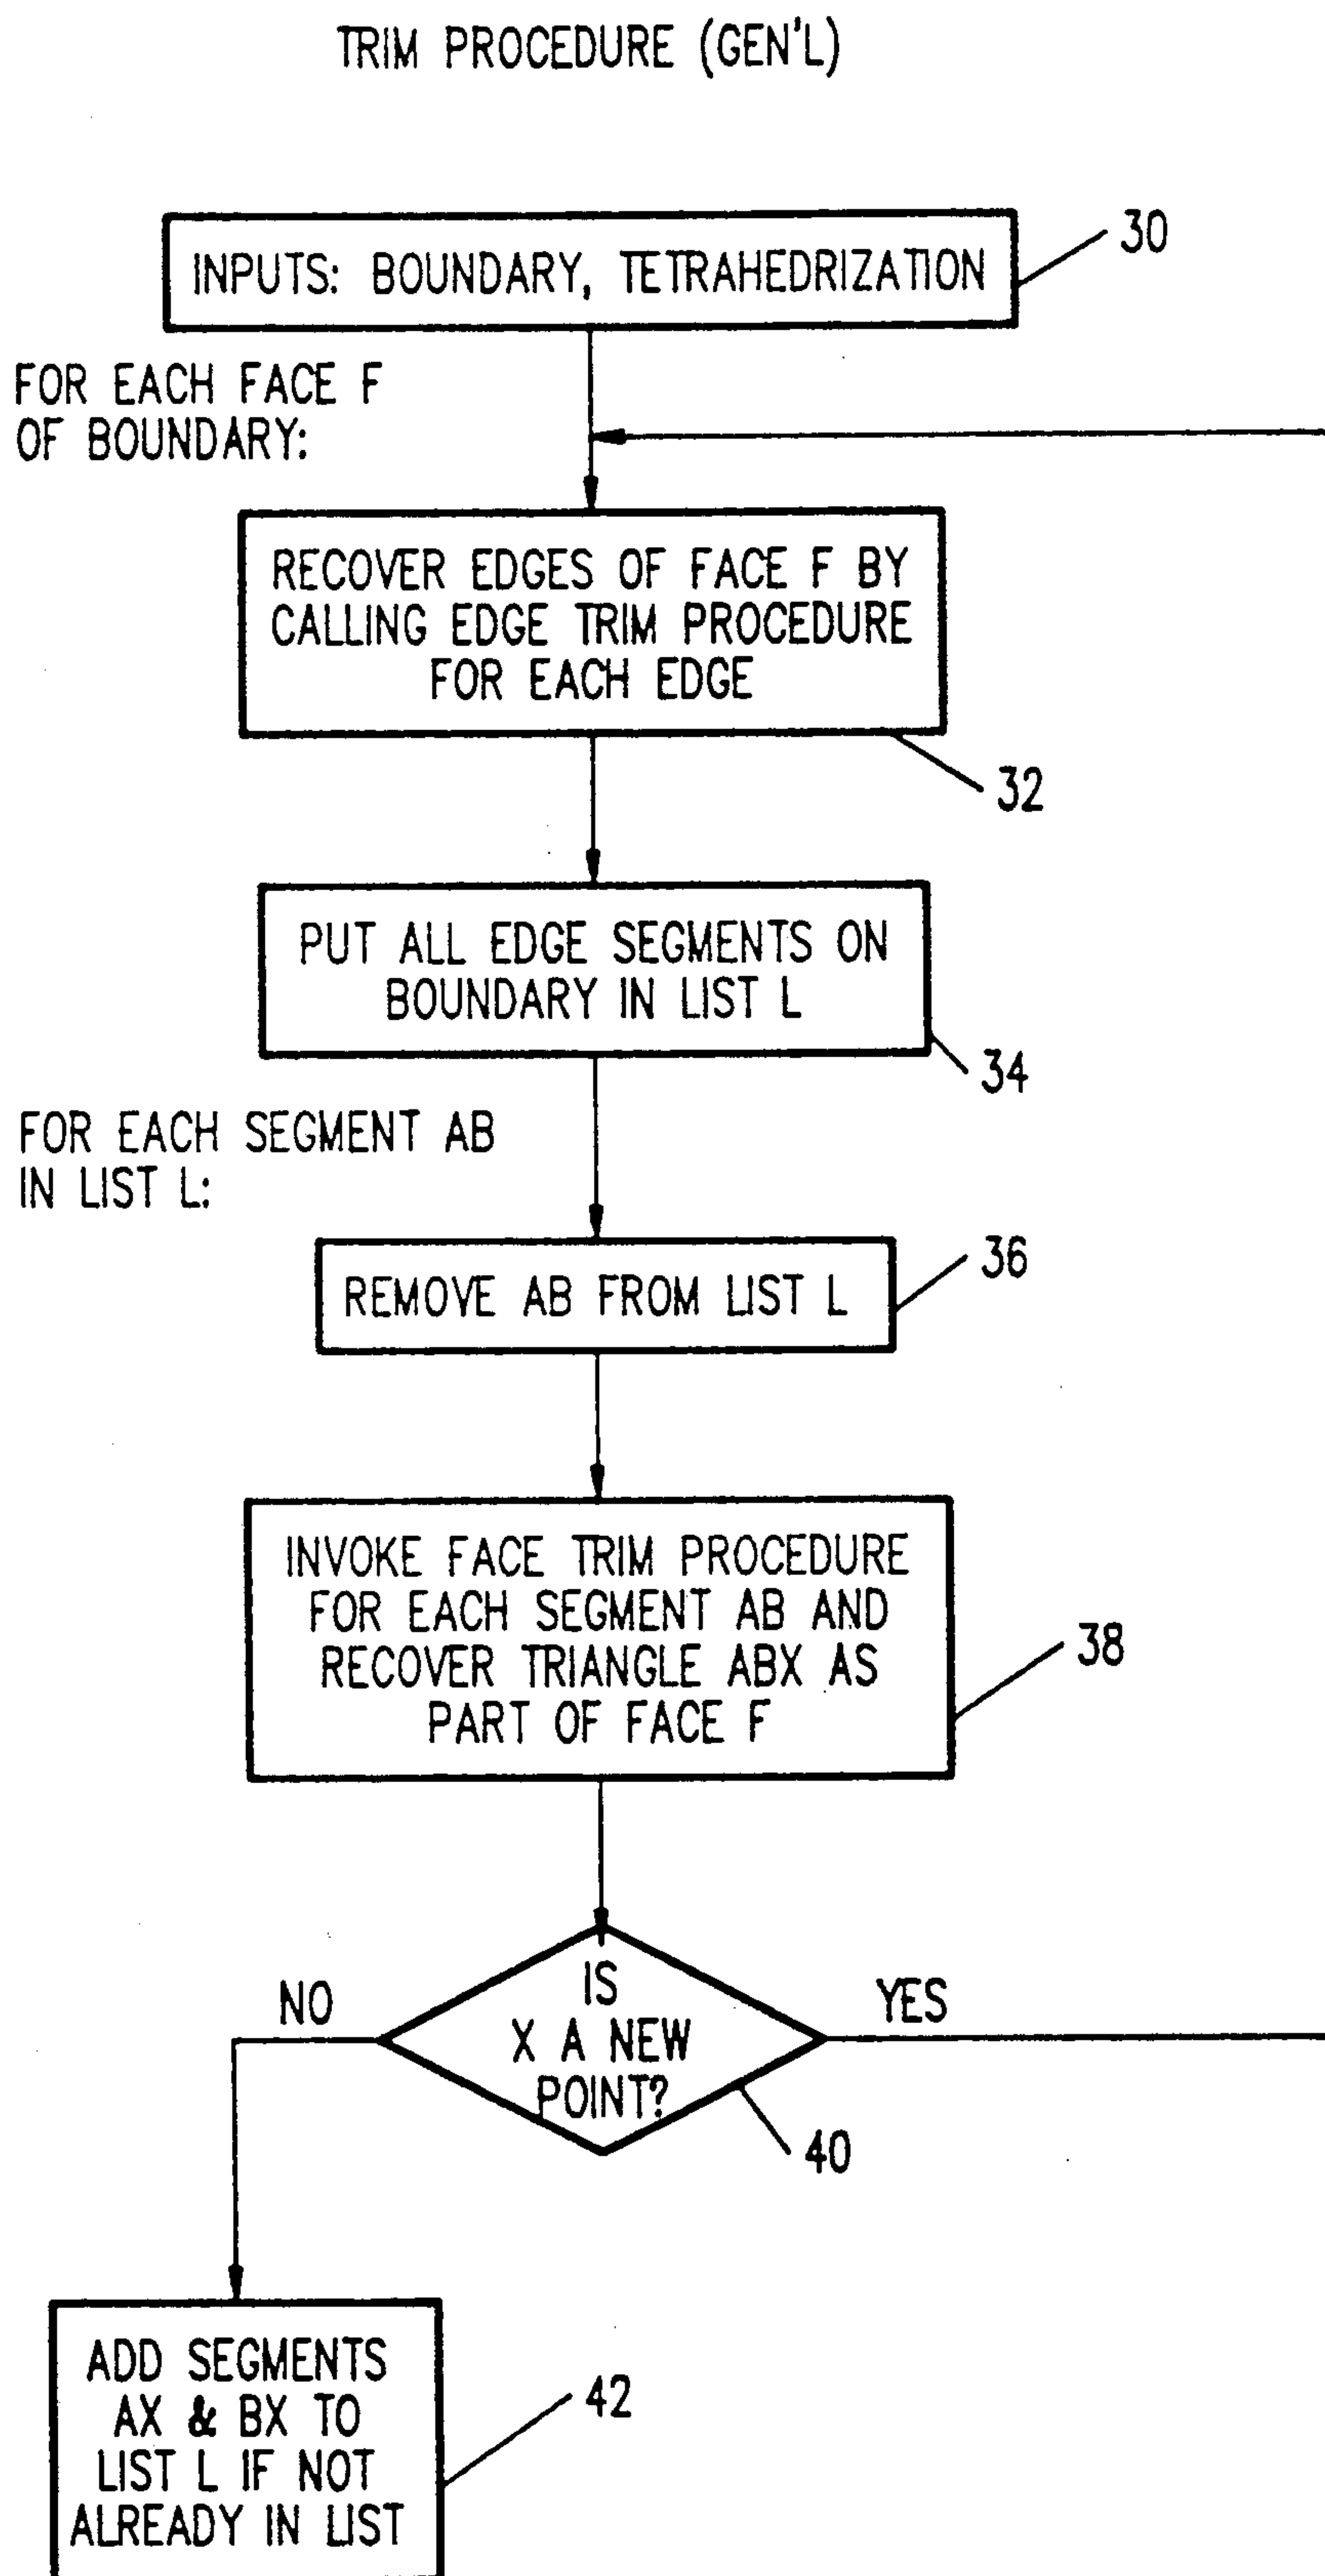 TRIM PROCEDURE (GEN'L)
INPUTS: BOUNDARY, TETRAHEDRIZATION
30
FOR EACH FACE F
OF BOUNDARY:
RECOVER EDGES OF FACE F BY
CALLING EDGE TRIM PROCEDURE
FOR EACH EDGE
32
PUT ALL EDGE SEGMENTS ON
BOUNDARY IN LIST L
34
FOR EACH SEGMENT AB
IN LIST L:
REMOVE AB FROM LIST L
36
INVOKE FACE TRIM PROCEDURE
FOR EACH SEGMENT AB AND
RECOVER TRIANGLE ABX AS
PART OF FACE F
38
IS
X A NEW
POINT?
NO
YES
40
ADD SEGMENTS
AX & BX TO
LIST L IF NOT
ALREADY IN LIST
42